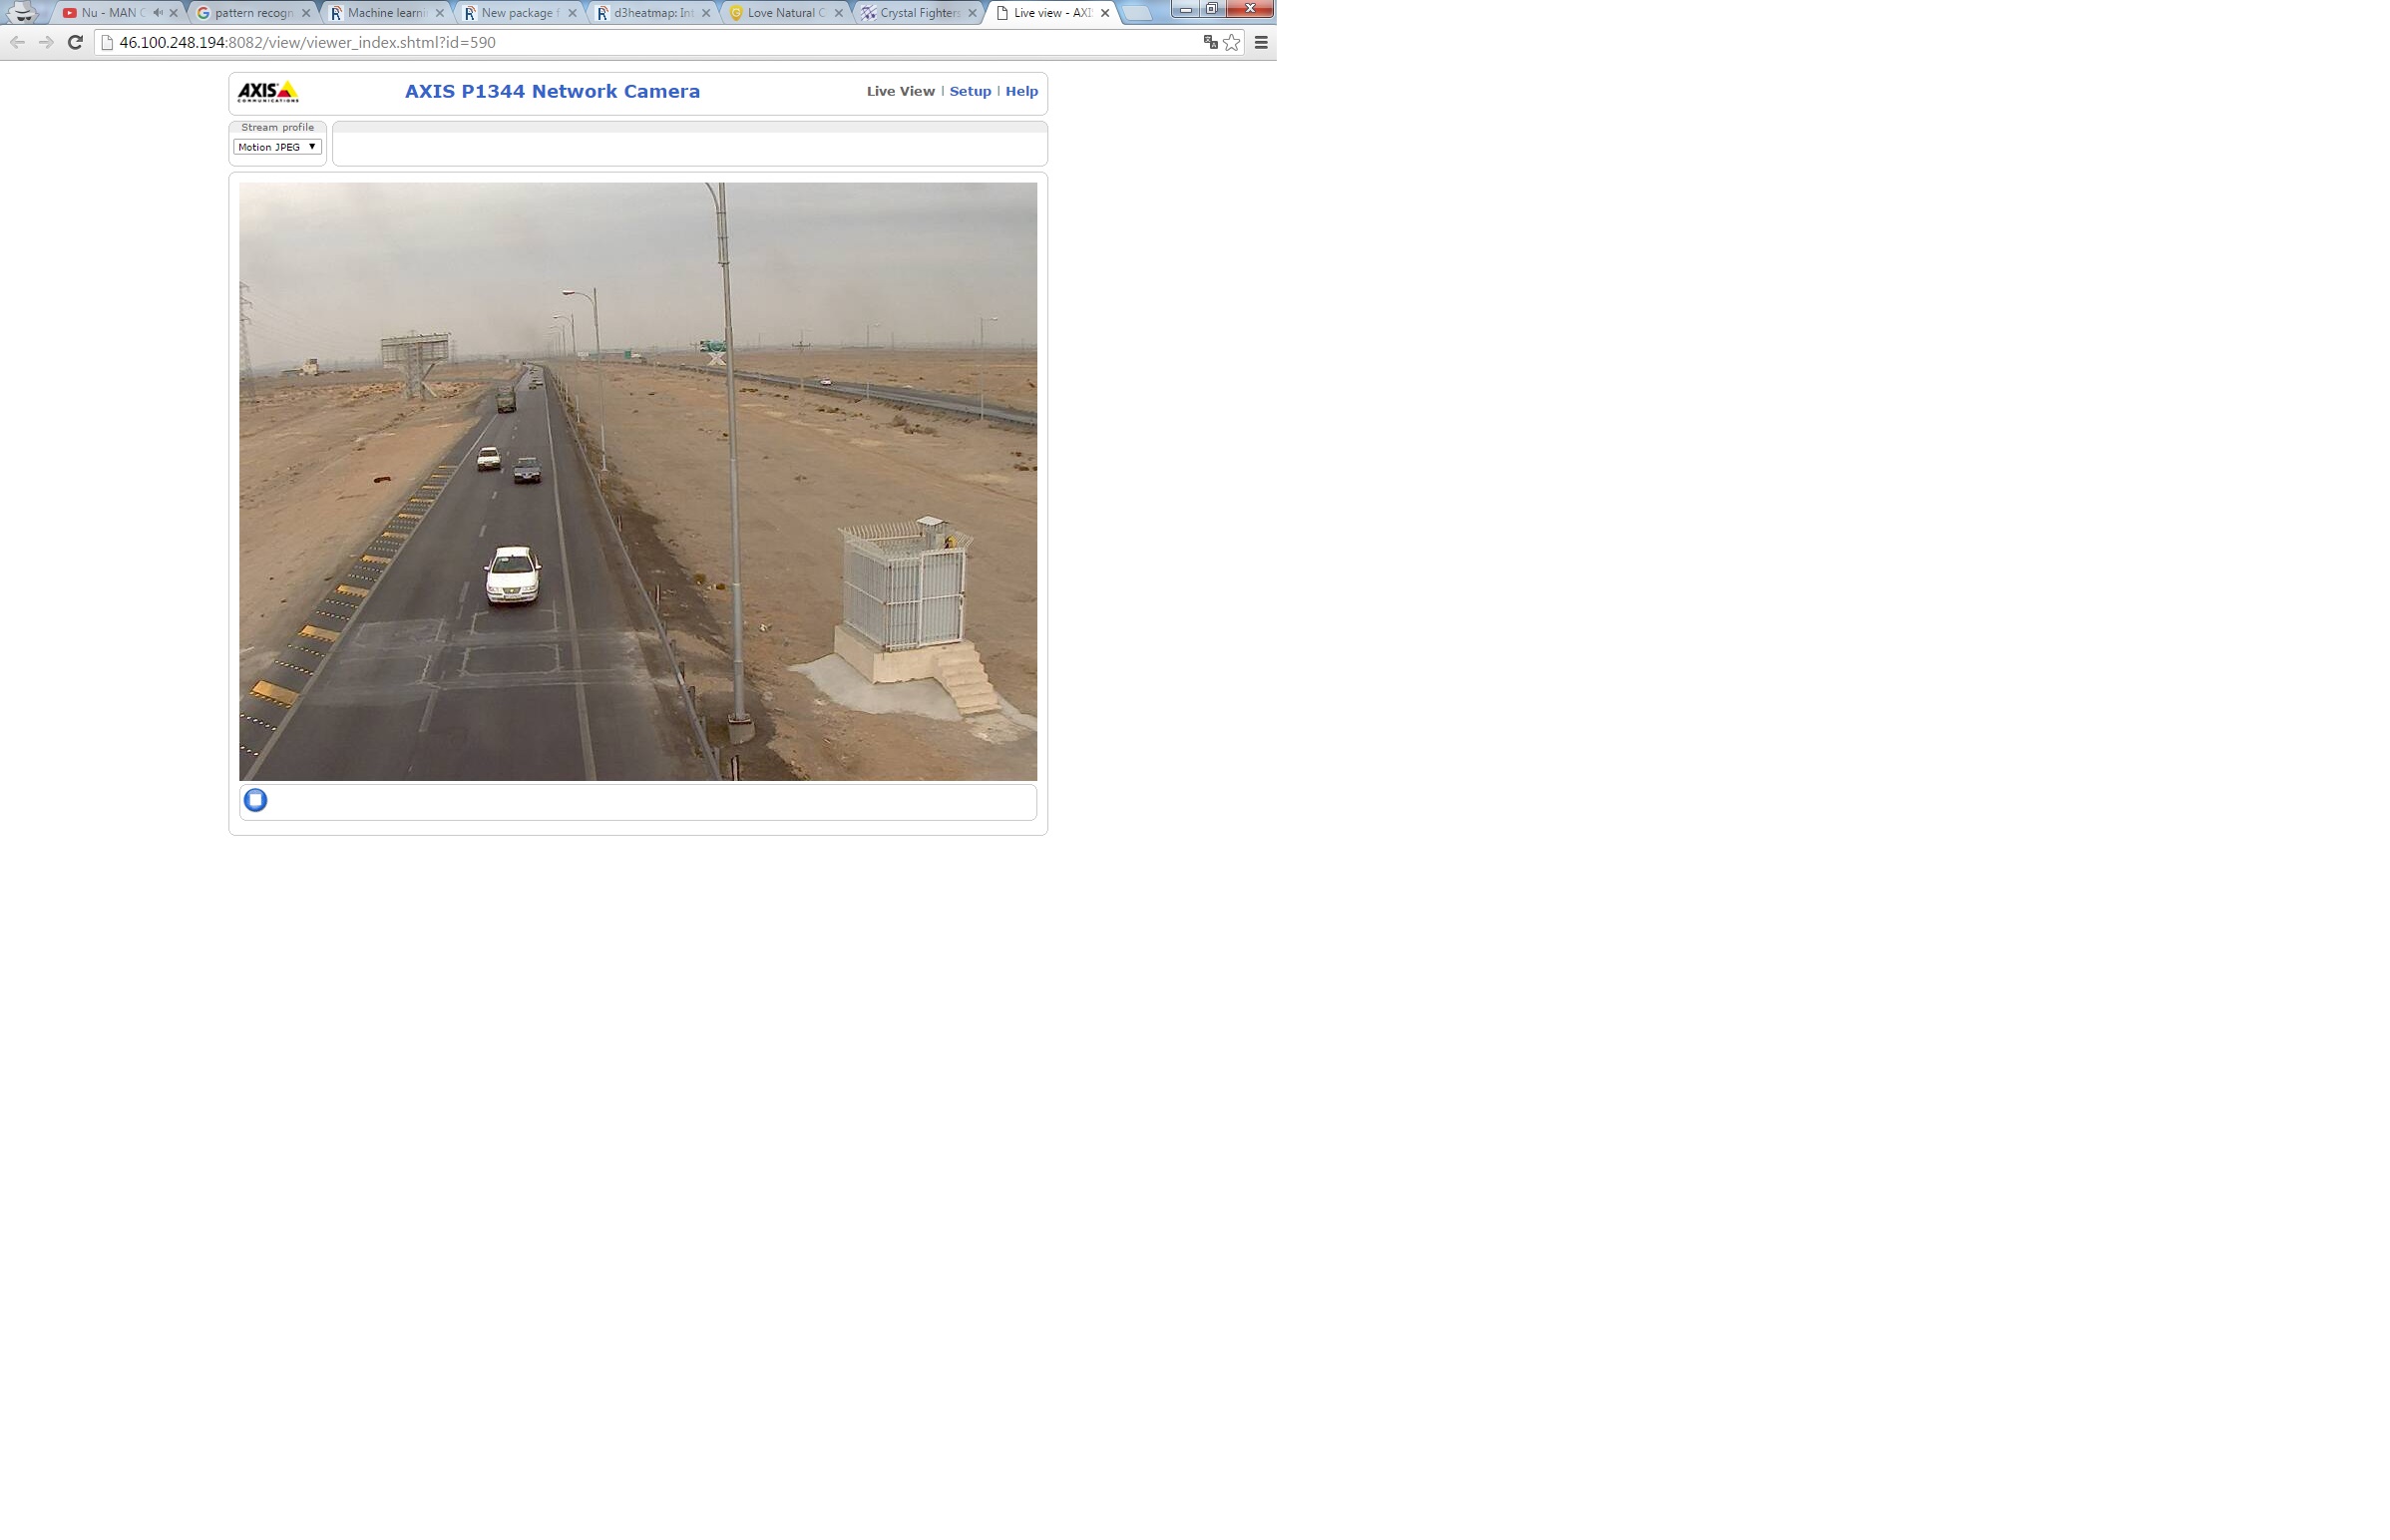 Nu - MAN
pattern recogn
Machine learni
New package
d3heatmap: Int
Love Natural C
Crystal Fighters
Live view - AXI
46.100.248.194:8082/view/viewer_index.shtml?id=590
AXIS
COMMUNICATIONS
AXIS P1344 Network Camera
Live View | Setup | Help
Stream profile
Motion JPEG